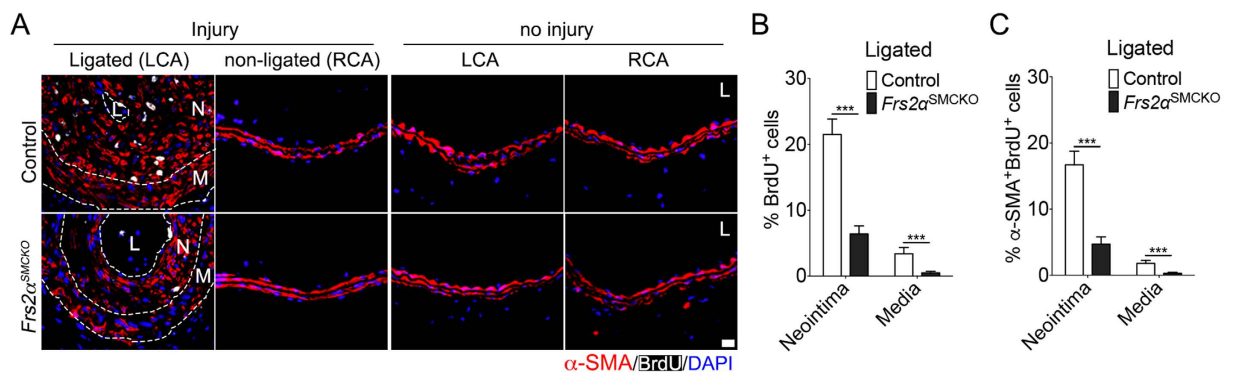 A
Injury
no injury
Ligated (LCA)
non-ligated (RCA)
LCA
RCA
Control
L
N
M
L
L
Frs2α^SMCKO
L
N
M
L
α-SMA/BrdU/DAPI
B
Ligated
Control
Frs2α^SMCKO
% BrdU⁺ cells
30
20
10
0
***
***
Neointima
Media
C
Ligated
Control
Frs2α^SMCKO
% α-SMA⁺BrdU⁺ cells
30
20
10
0
***
***
Neointima
Media